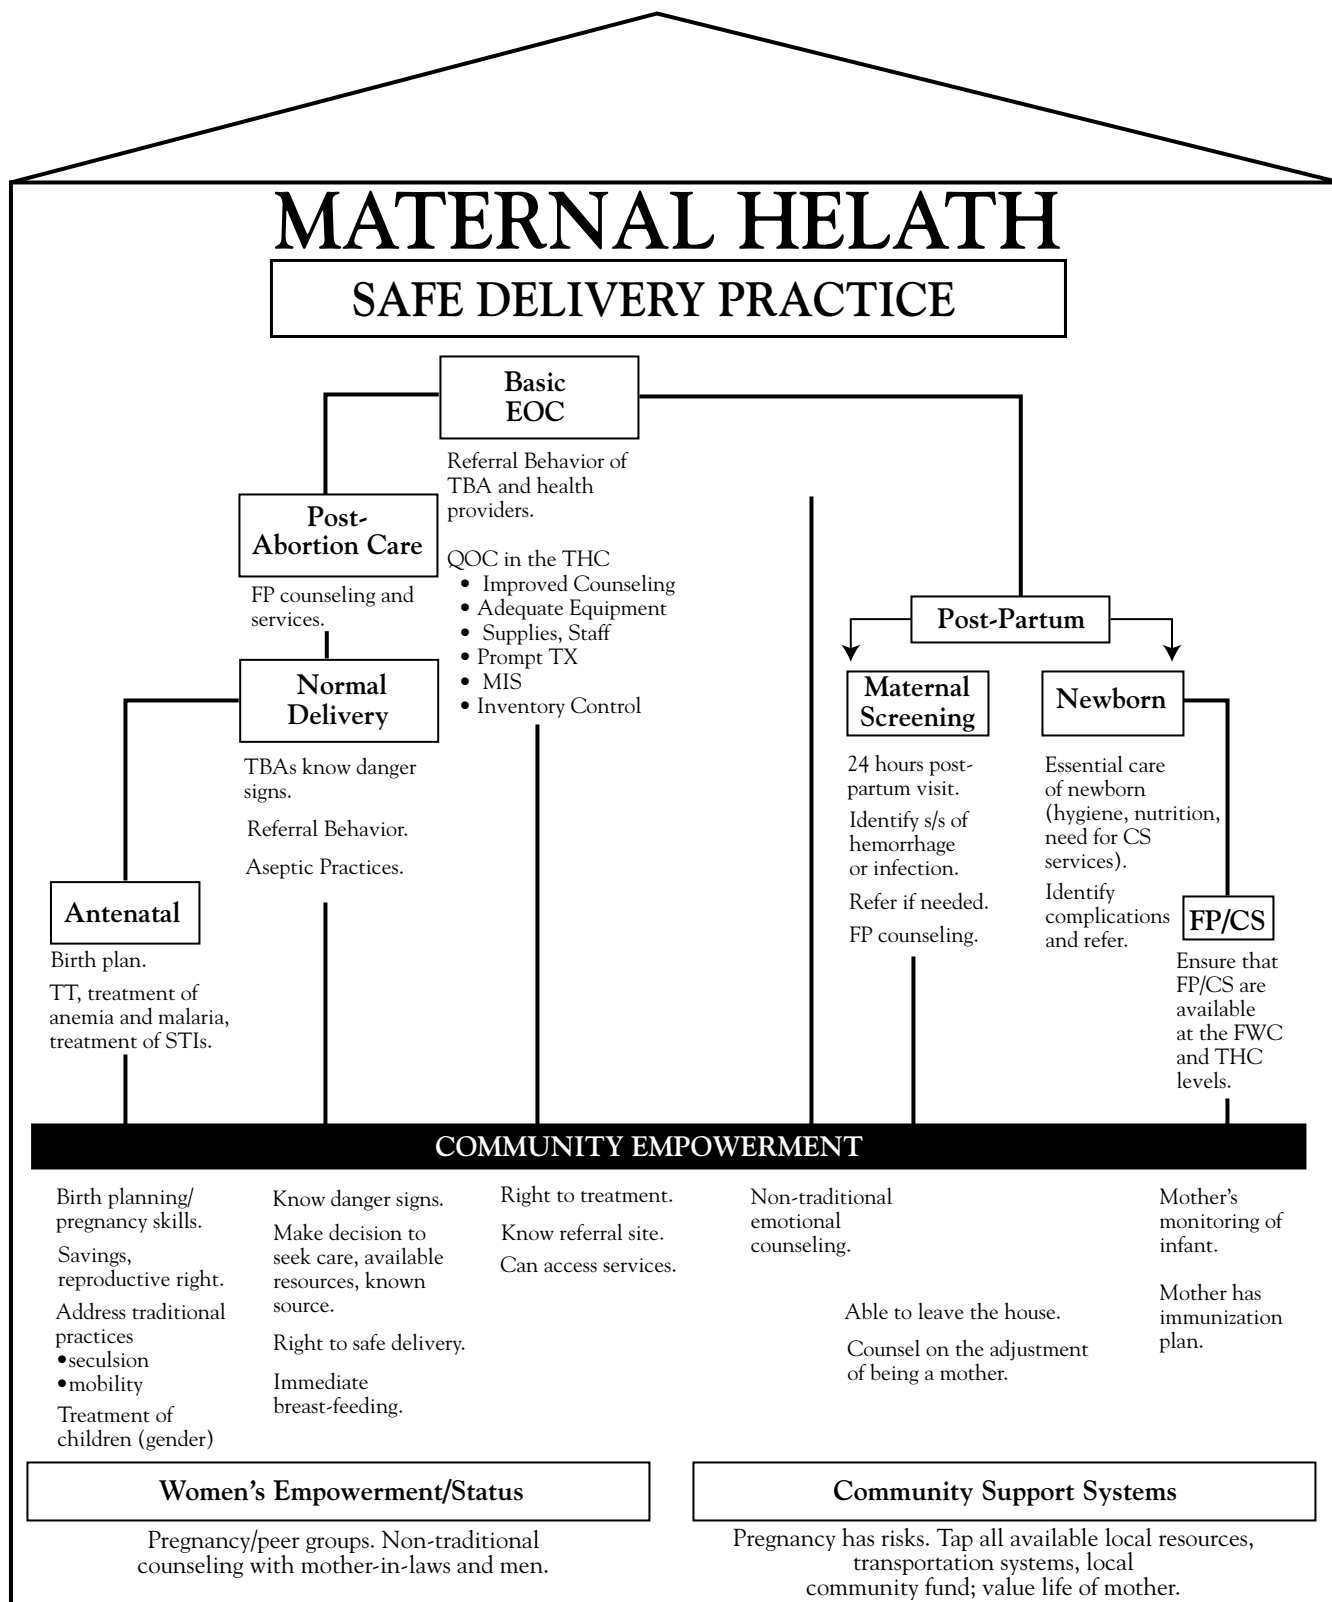 MATERNAL HELATH
SAFE DELIVERY PRACTICE
Basic
EOC
Referral Behavior of
TBA and health
providers.
QOC in the THC
• Improved Counseling
• Adequate Equipment
• Supplies, Staff
• Prompt TX
• MIS
• Inventory Control
Post-
Abortion Care
FP counseling and
services.
Normal
Delivery
TBAs know danger
signs.
Referral Behavior.
Aseptic Practices.
Antenatal
Birth plan.
TT, treatment of
anemia and malaria,
treatment of STIs.
Post-Partum
Maternal
Screening
24 hours post-
partum visit.
Identify s/s of
hemorrhage
or infection.
Refer if needed.
FP counseling.
Newborn
Essential care
of newborn
(hygiene, nutrition,
need for CS
services).
Identify
complications
and refer.
FP/CS
Ensure that
FP/CS are
available
at the FWC
and THC
levels.
COMMUNITY EMPOWERMENT
Birth planning/
pregnancy skills.
Savings,
reproductive right.
Address traditional
practices
•seculsion
•mobility
Treatment of
children (gender)
Know danger signs.
Make decision to
seek care, available
resources, known
source.
Right to safe delivery.
Immediate
breast-feeding.
Right to treatment.
Know referral site.
Can access services.
Non-traditional
emotional
counseling.
Able to leave the house.
Counsel on the adjustment
of being a mother.
Mother's
monitoring of
infant.
Mother has
immunization
plan.
Women's Empowerment/Status
Pregnancy/peer groups. Non-traditional
counseling with mother-in-laws and men.
Community Support Systems
Pregnancy has risks. Tap all available local resources,
transportation systems, local
community fund; value life of mother.